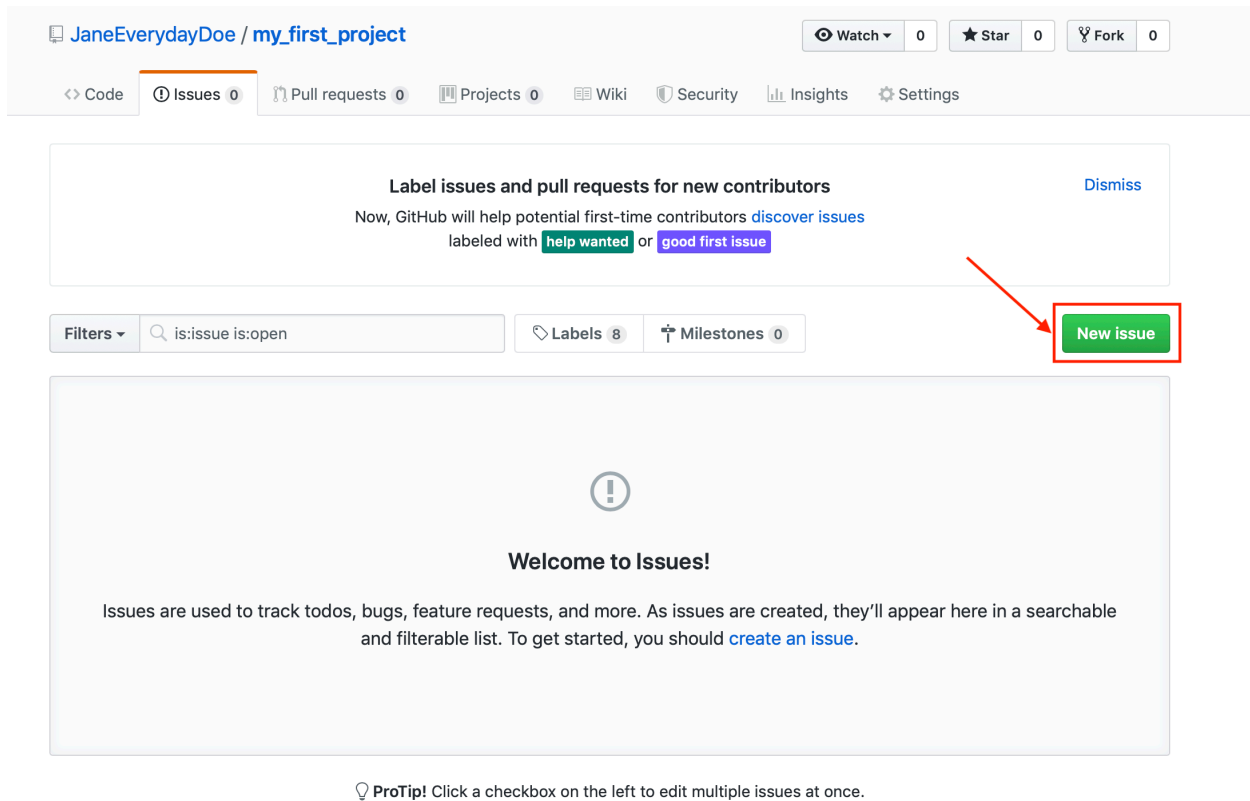 JaneEverydayDoe / my_first_project
Watch 0 Star 0 Fork 0
Code Issues 0 Pull requests 0 Projects 0 Wiki Security Insights Settings
Label issues and pull requests for new contributors
Dismiss
Now, GitHub will help potential first-time contributors discover issues
labeled with help wanted or good first issue
Filters is:issue is:open Labels 8 Milestones 0 New issue
Welcome to Issues!
Issues are used to track todos, bugs, feature requests, and more. As issues are created, they’ll appear here in a searchable
and filterable list. To get started, you should create an issue.
ProTip! Click a checkbox on the left to edit multiple issues at once.